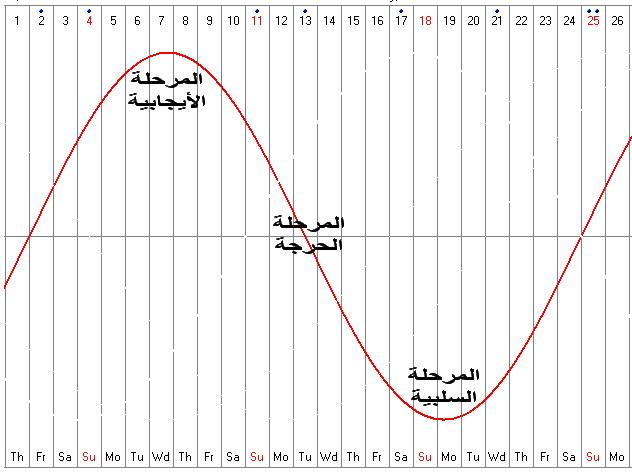 1 2 3 4 5 6 7 8 9 10 11 12 13 14 15 16 17 18 19 20 21 22 23 24 25 26
المرحلة
الأيجابية
المرحلة
الحرجة
المرحلة
السلبية
Th Fr Sa Su Mo Tu Wd Th Fr Sa Su Mo Tu Wd Th Fr Sa Su Mo Tu Wd Th Fr Sa Su Mo